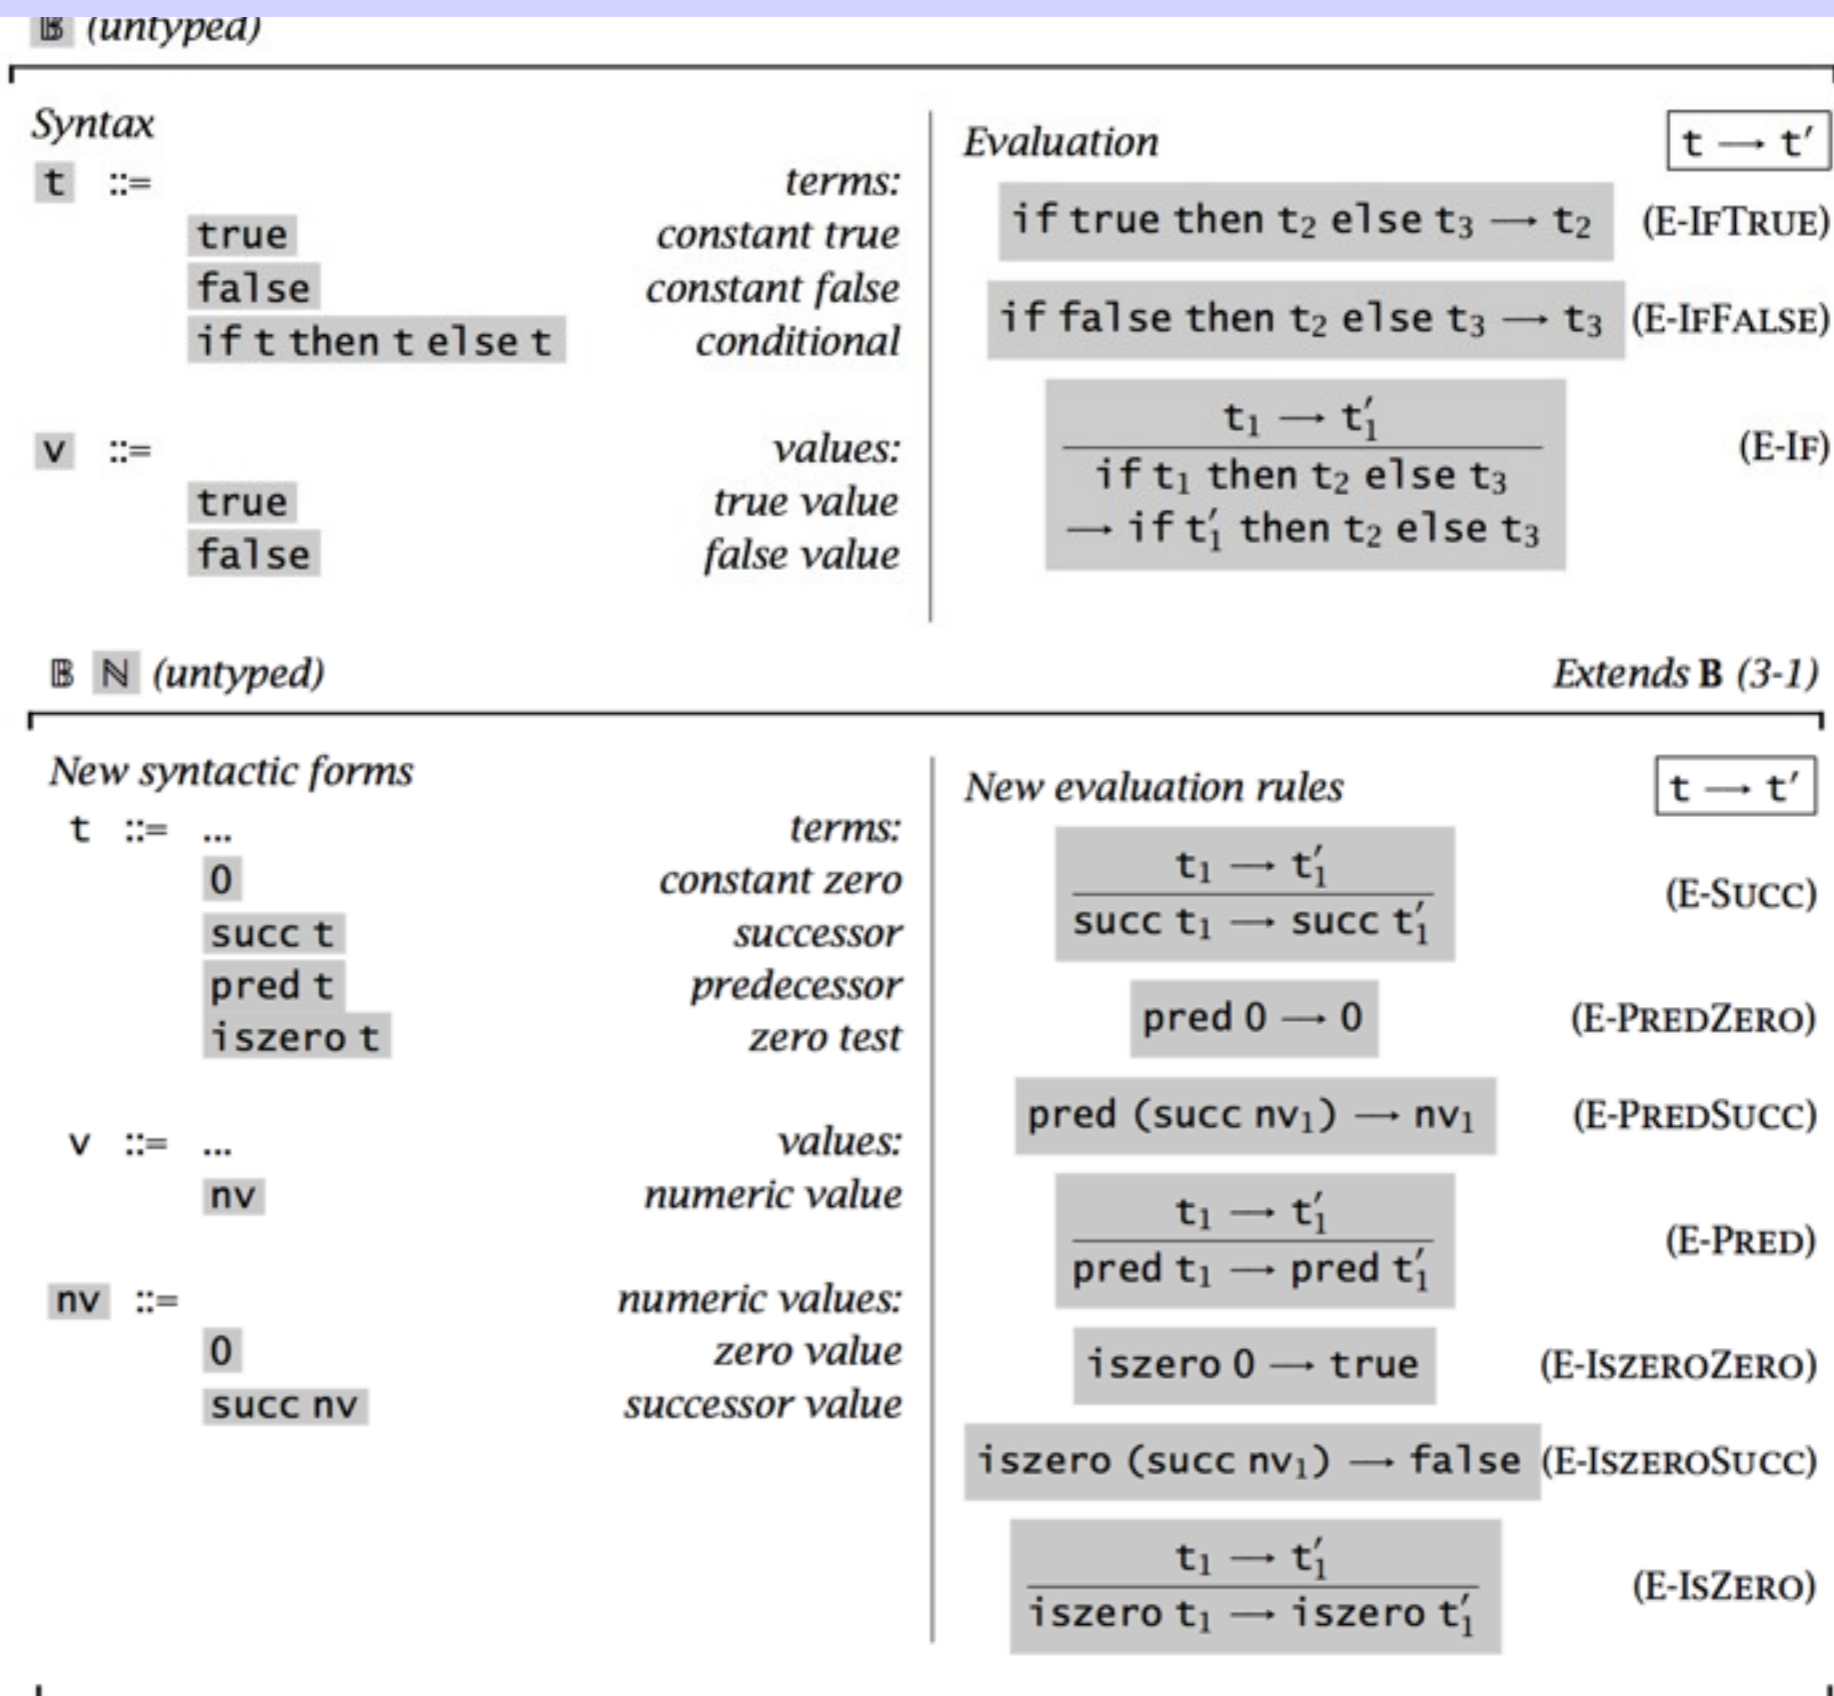 𝔹 (untyped)
Syntax
t ::= terms:
true constant true
false constant false
if t then t else t conditional
v ::= values:
true true value
false false value
Evaluation t → t′
if true then t₂ else t₃ → t₂ (E-IFTRUE)
if false then t₂ else t₃ → t₃ (E-IFFALSE)
t₁ → t₁′
if t₁ then t₂ else t₃ (E-IF)
→ if t₁′ then t₂ else t₃
𝔹 ℕ (untyped) Extends B (3-1)
New syntactic forms
t ::= ... terms:
0 constant zero
succ t successor
pred t predecessor
iszero t zero test
v ::= ... values:
nv numeric value
nv ::= numeric values:
0 zero value
succ nv successor value
New evaluation rules t → t′
t₁ → t₁′
succ t₁ → succ t₁′ (E-SUCC)
pred 0 → 0 (E-PREDZERO)
pred (succ nv₁) → nv₁ (E-PREDSUCC)
t₁ → t₁′
pred t₁ → pred t₁′ (E-PRED)
iszero 0 → true (E-ISZEROZERO)
iszero (succ nv₁) → false (E-ISZEROSUCC)
t₁ → t₁′
iszero t₁ → iszero t₁′ (E-ISZERO)